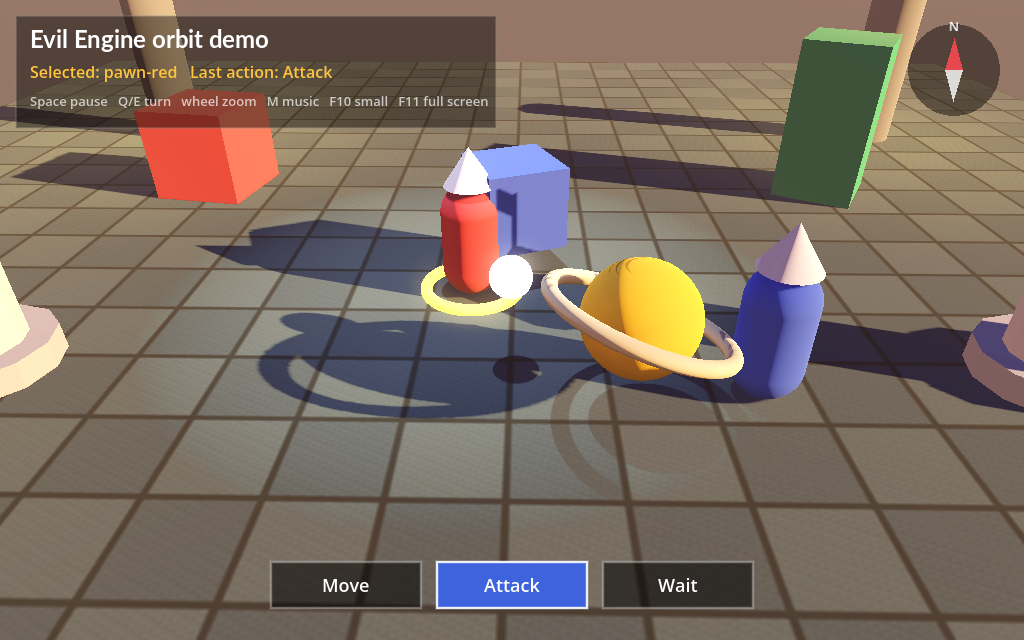 Evil Engine orbit demo
Selected: pawn-red Last action: Attack
Space pause Q/E turn wheel zoom M music F10 small F11 full screen
N
Move Attack Wait